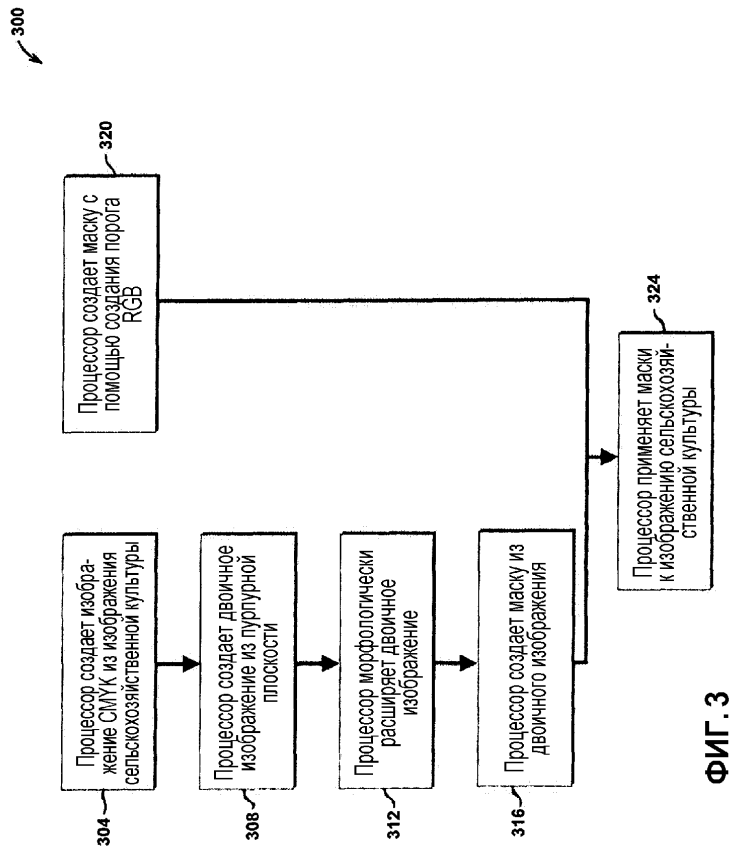 300
320
Процессор создает маску с
помощью создания порога
RGB
304
Процессор создает изобра-
жение CMYK из изображения
сельскохозяйственной культуры
308
Процессор создает двоичное
изображение из пурпурной
плоскости
312
Процессор морфологически
расширяет двоичное
изображение
316
Процессор создает маску из
двоичного изображения
324
Процессор применяет маски
к изображению сельскохозяй-
ственной культуры
ФИГ. 3